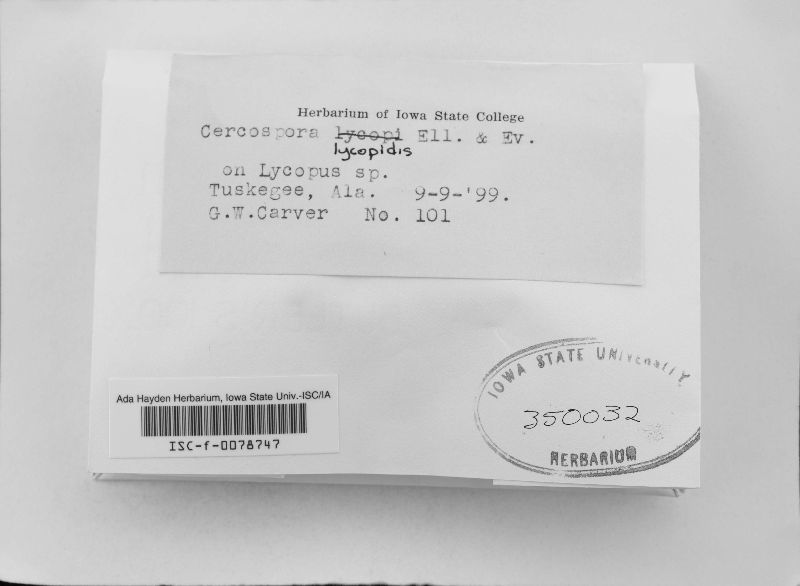 Herbarium of Iowa State College
Cercospora lycopi Ell. & Ev.
lycopidis
on Lycopus sp.
Tuskegee, Ala. 9-9-'99.
G.W.Carver No. 101
Ada Hayden Herbarium, Iowa State Univ.-ISC/IA
ISC-f-0078747
IOWA STATE UNIVERSITY
350032
HERBARIUM